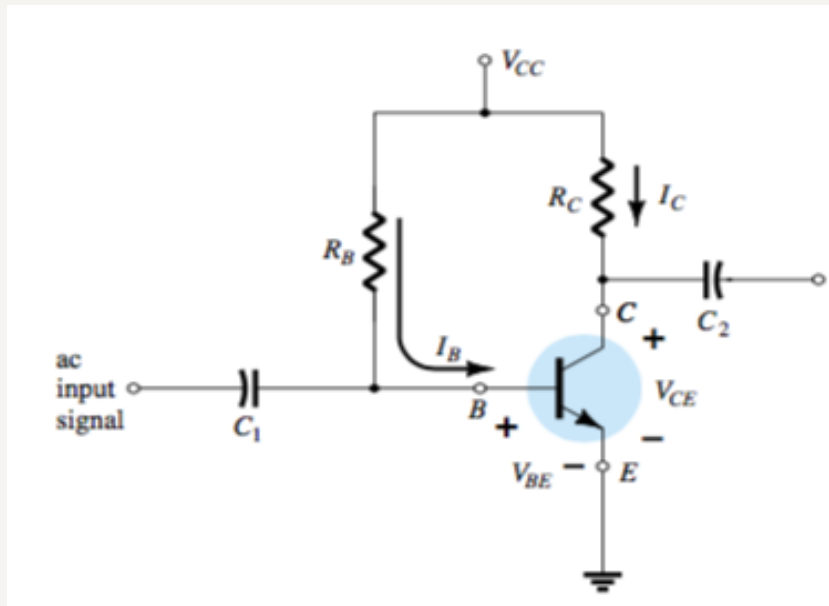 V_CC
R_C
I_C
R_B
C
C_2
+
I_B
ac
input
signal
V_CE
B
+
C_1
−
V_BE
−
E